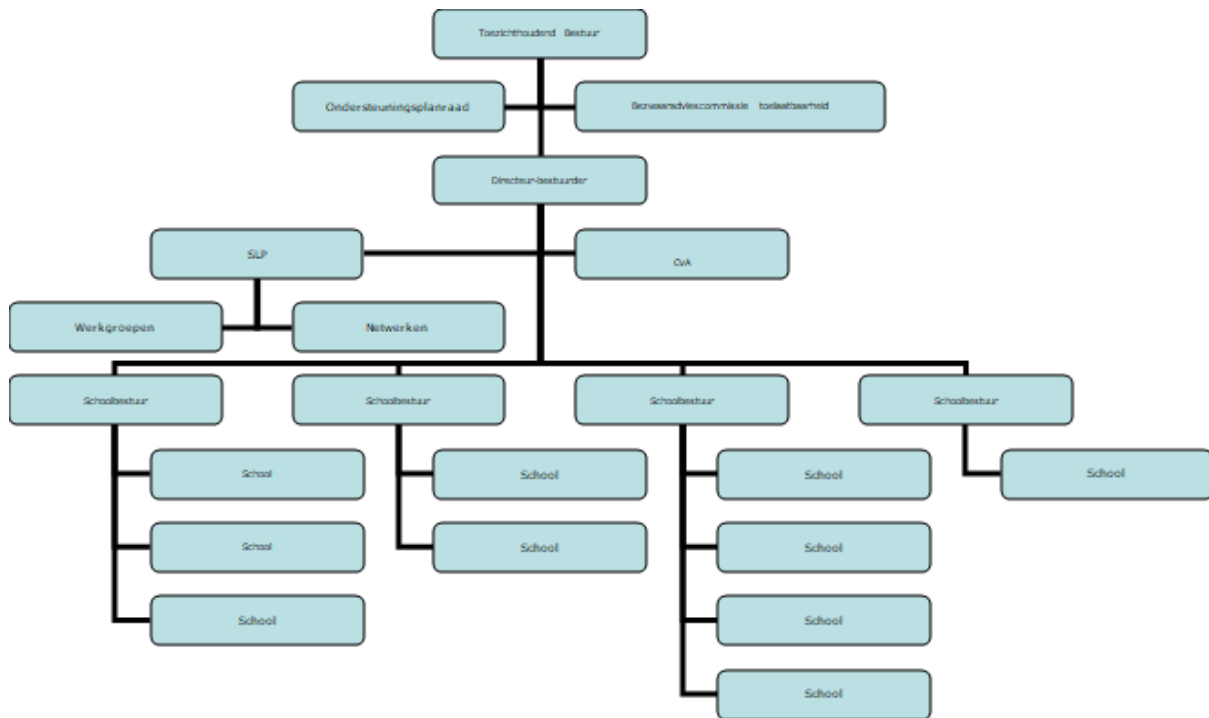 Toezichthoudend Bestuur
Ondersteuningsplanraad
Bezwaaradviescommissie toelaatbaarheid
Directeur-bestuurder
SLP
CvA
Werkgroepen
Netwerken
Schoolbestuur
Schoolbestuur
Schoolbestuur
Schoolbestuur
School
School
School
School
School
School
School
School
School
School